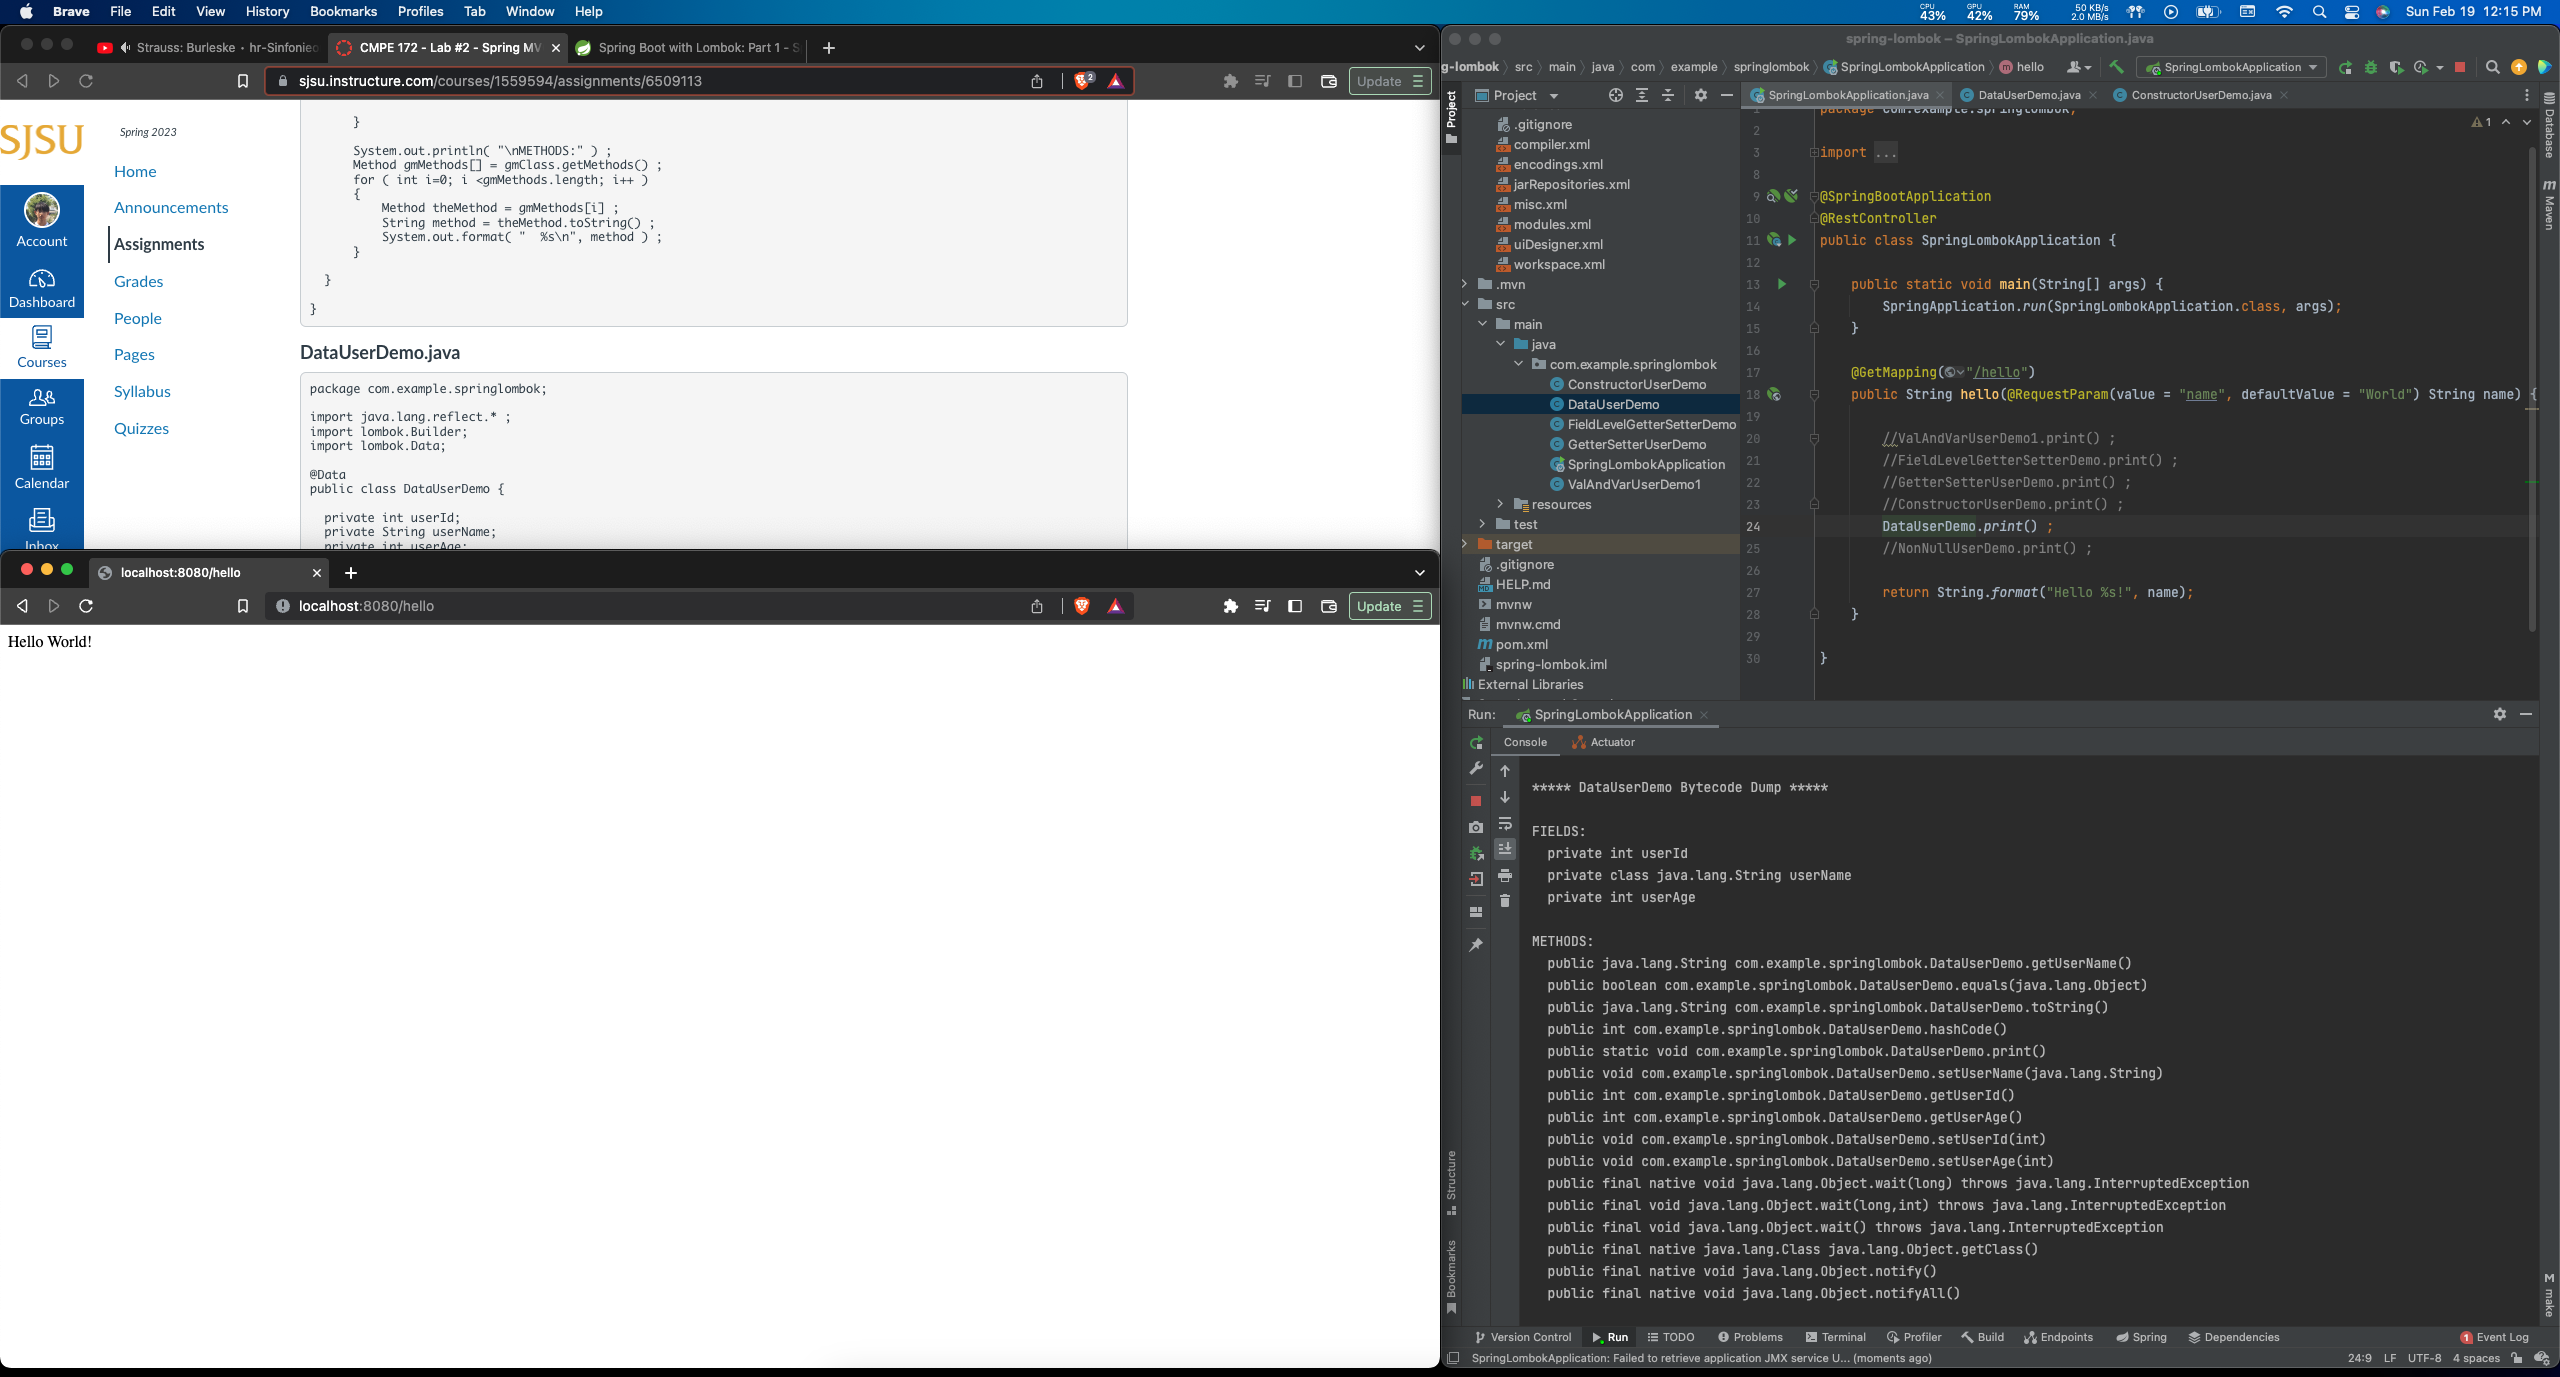 Brave File Edit View History Bookmarks Profiles Tab Window Help
CPU 43% GPU 42% RAM 79% 50 KB/s 2.0 MB/s Sun Feb 19 12:15 PM
Strauss: Burleske · hr-Sinfonieo
CMPE 172 - Lab #2 - Spring MV
Spring Boot with Lombok: Part 1 - S
sjsu.instructure.com/courses/1559594/assignments/6509113
2
Update
SJSU
Account
Dashboard
Courses
Groups
Calendar
Inbox
Spring 2023
Home
Announcements
Assignments
Grades
People
Pages
Syllabus
Quizzes
}
System.out.println( "\nMETHODS:" ) ;
Method gmMethods[] = gmClass.getMethods() ;
for ( int i=0; i <gmMethods.length; i++ )
{
Method theMethod = gmMethods[i] ;
String method = theMethod.toString() ;
System.out.format( "  %s\n", method ) ;
}
}
}
DataUserDemo.java
package com.example.springlombok;
import java.lang.reflect.* ;
import lombok.Builder;
import lombok.Data;
@Data
public class DataUserDemo {
private int userId;
private String userName;
private int userAge;
localhost:8080/hello
localhost:8080/hello
Update
Hello World!
spring-lombok – SpringLombokApplication.java
g-lombok src main java com example springlombok SpringLombokApplication hello
SpringLombokApplication
Project
Project
.gitignore
compiler.xml
encodings.xml
jarRepositories.xml
misc.xml
modules.xml
uiDesigner.xml
workspace.xml
.mvn
src
main
java
com.example.springlombok
ConstructorUserDemo
DataUserDemo
FieldLevelGetterSetterDemo
GetterSetterUserDemo
SpringLombokApplication
ValAndVarUserDemo1
resources
test
target
.gitignore
HELP.md
mvnw
mvnw.cmd
pom.xml
spring-lombok.iml
External Libraries
SpringLombokApplication.java DataUserDemo.java ConstructorUserDemo.java
1 package com.example.springlombok;
1
2
3 import ...
8
9 @SpringBootApplication
10 @RestController
11 public class SpringLombokApplication {
12
13 public static void main(String[] args) {
14 SpringApplication.run(SpringLombokApplication.class, args);
15 }
16
17 @GetMapping("/hello")
18 public String hello(@RequestParam(value = "name", defaultValue = "World") String name) {
19
20 //ValAndVarUserDemo1.print() ;
21 //FieldLevelGetterSetterDemo.print() ;
22 //GetterSetterUserDemo.print() ;
23 //ConstructorUserDemo.print() ;
24 DataUserDemo.print() ;
25 //NonNullUserDemo.print() ;
26
27 return String.format("Hello %s!", name);
28 }
29
30 }
Database
Maven
Run: SpringLombokApplication
Console Actuator
***** DataUserDemo Bytecode Dump *****
FIELDS:
private int userId
private class java.lang.String userName
private int userAge
METHODS:
public java.lang.String com.example.springlombok.DataUserDemo.getUserName()
public boolean com.example.springlombok.DataUserDemo.equals(java.lang.Object)
public java.lang.String com.example.springlombok.DataUserDemo.toString()
public int com.example.springlombok.DataUserDemo.hashCode()
public static void com.example.springlombok.DataUserDemo.print()
public void com.example.springlombok.DataUserDemo.setUserName(java.lang.String)
public int com.example.springlombok.DataUserDemo.getUserId()
public int com.example.springlombok.DataUserDemo.getUserAge()
public void com.example.springlombok.DataUserDemo.setUserId(int)
public void com.example.springlombok.DataUserDemo.setUserAge(int)
public final native void java.lang.Object.wait(long) throws java.lang.InterruptedException
public final void java.lang.Object.wait(long,int) throws java.lang.InterruptedException
public final void java.lang.Object.wait() throws java.lang.InterruptedException
public final native java.lang.Class java.lang.Object.getClass()
public final native void java.lang.Object.notify()
public final native void java.lang.Object.notifyAll()
Structure
Bookmarks
make
Version Control Run TODO Problems Terminal Profiler Build Endpoints Spring Dependencies 1 Event Log
SpringLombokApplication: Failed to retrieve application JMX service U... (moments ago) 24:9 LF UTF-8 4 spaces